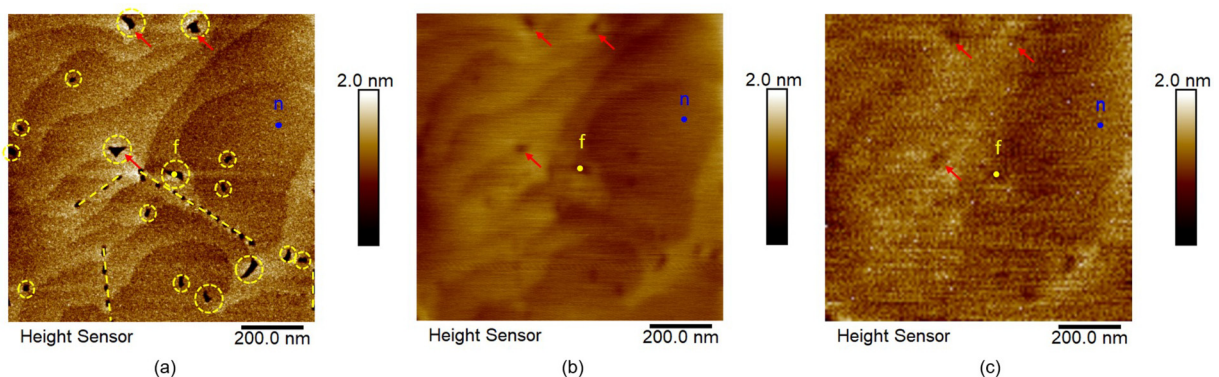 f
n
2.0 nm
Height Sensor
200.0 nm
(a)
f
n
2.0 nm
Height Sensor
200.0 nm
(b)
f
n
2.0 nm
Height Sensor
200.0 nm
(c)